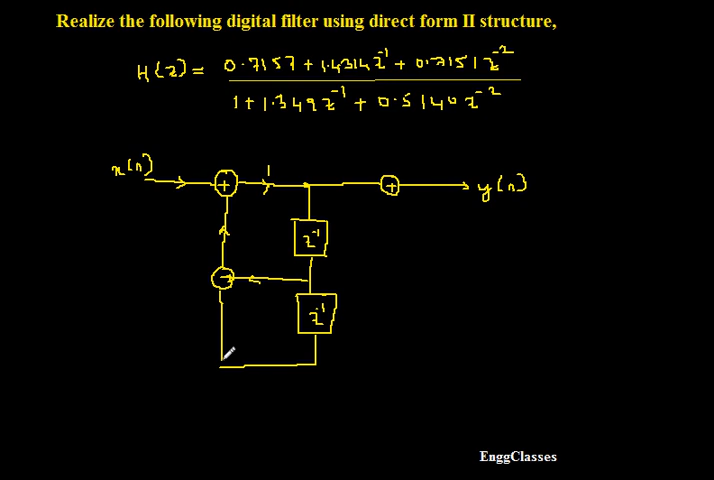 Realize the following digital filter using direct form II structure,
H(z) = 0.7157 + 1.4314z⁻¹ + 0.7151z⁻²
1 + 1.349z⁻¹ + 0.5140z⁻²
x(n)
+
1
+
y(n)
z⁻¹
z⁻¹
EnggClasses